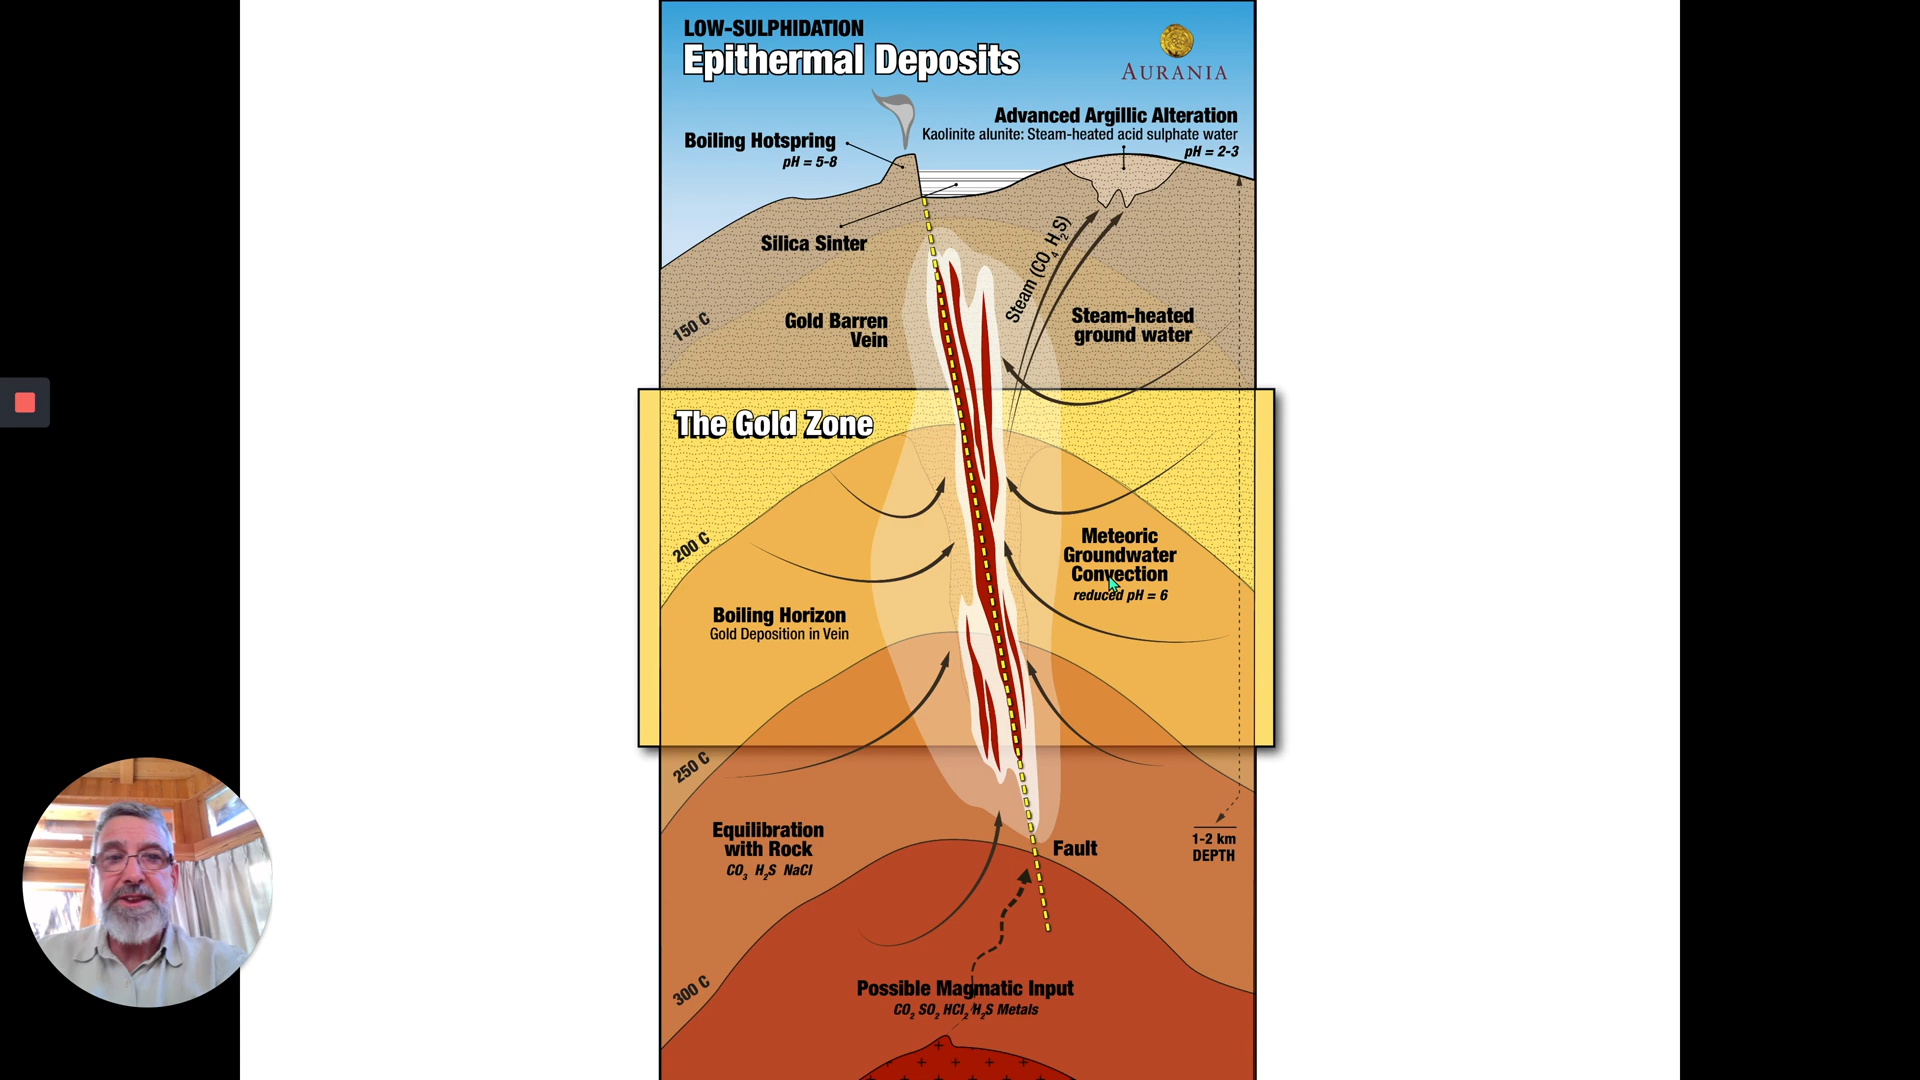 LOW-SULPHIDATION
Epithermal Deposits
AURANIA
Advanced Argillic Alteration
Kaolinite alunite: Steam-heated acid sulphate water
pH = 2-3
Boiling Hotspring
pH = 5-8
Silica Sinter
Steam (CO4 H2S)
Gold Barren
Vein
Steam-heated
ground water
150 C
The Gold Zone
200 C
Meteoric
Groundwater
Convection
reduced pH = 6
Boiling Horizon
Gold Deposition in Vein
250 C
Equilibration
with Rock
CO3 H2S NaCl
Fault
1-2 km
DEPTH
300 C
Possible Magmatic Input
CO2 SO2 HCl2 H2S Metals